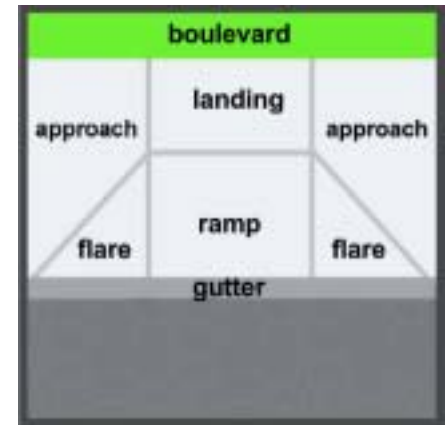 boulevard
landing
approach
approach
ramp
flare
flare
gutter